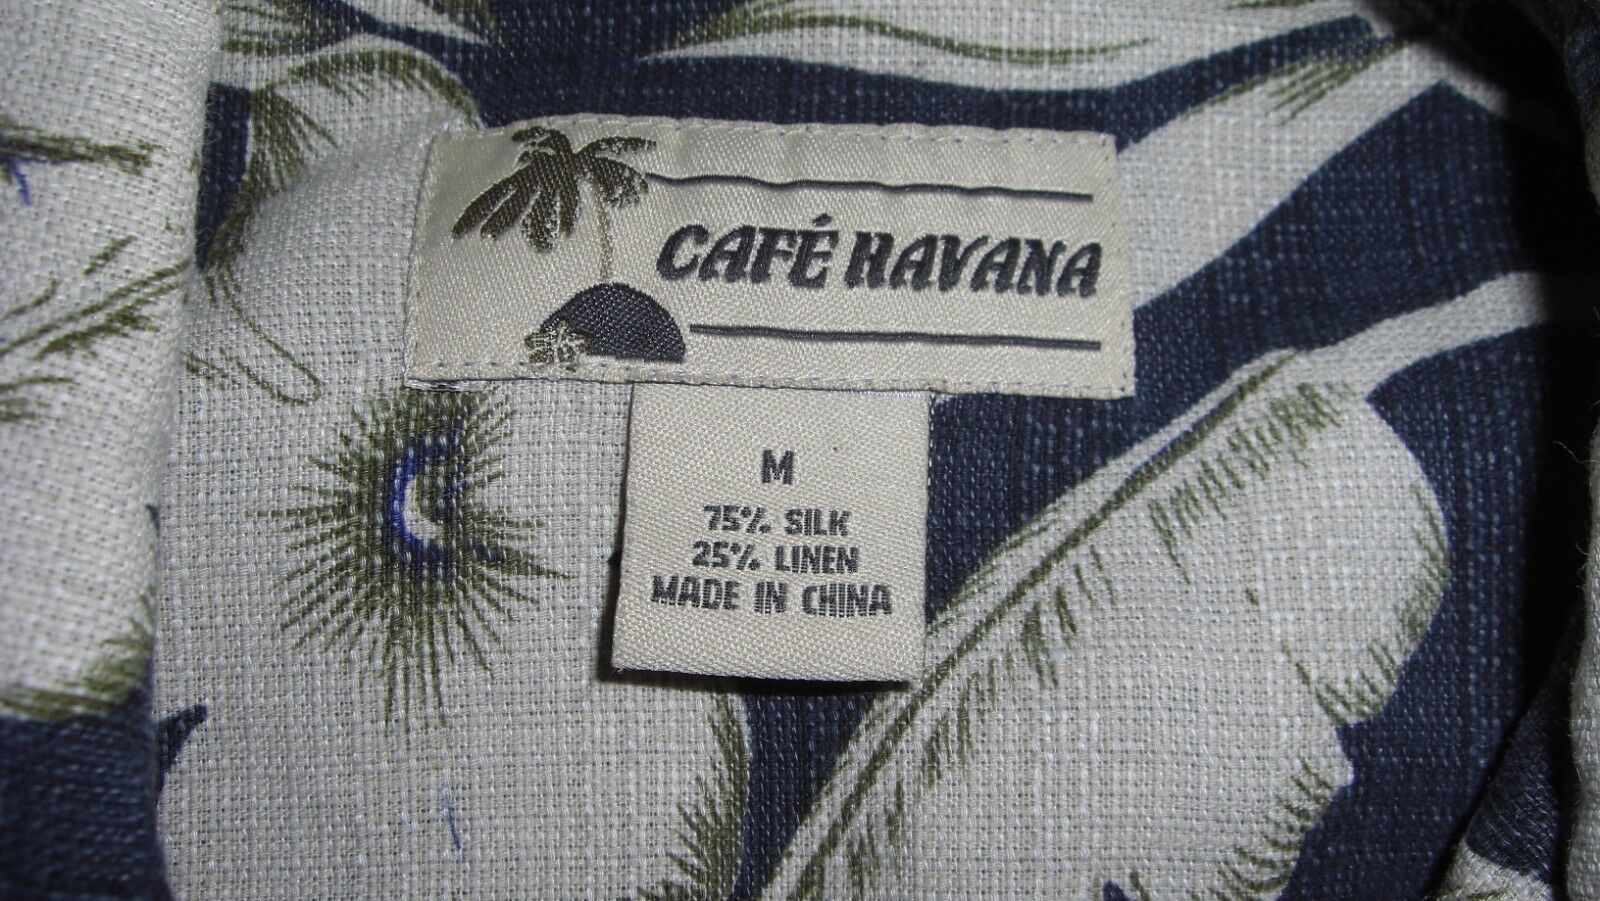 CAFÉ HAVANA
M
75% SILK
25% LINEN
MADE IN CHINA